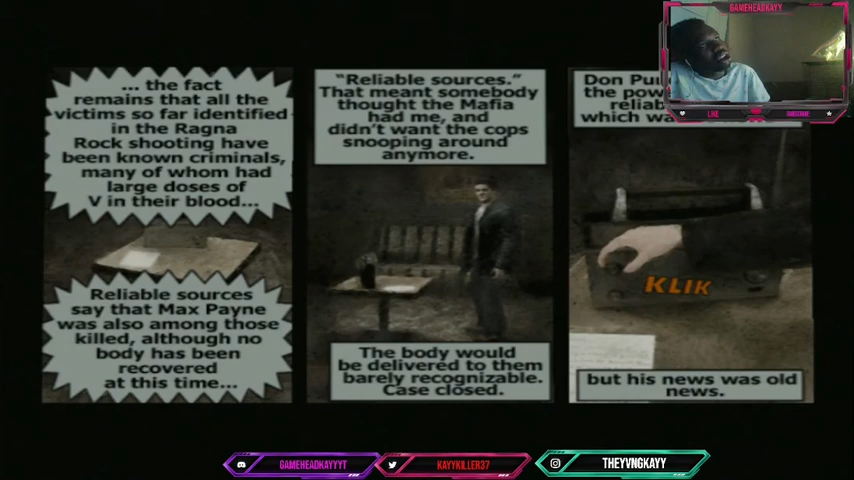 ... the fact
remains that all the
victims so far identified
in the Ragna
Rock shooting have
been known criminals,
many of whom had
large doses of
V in their blood...
Reliable sources
say that Max Payne
was also among those
killed, although no
body has been
recovered
at this time...
"Reliable sources."
That meant somebody
thought the Mafia
had me, and
didn't want the cops
snooping around
anymore.
The body would
be delivered to them
barely recognizable.
Case closed.
Don Pu
the pow
reliab
which wa
KLIK
but his news was old
news.
GAMEHEADKAYY
LIKE
SUBSCRIBE
GAMEHEADKAYYYT
KAYYKILLER37
THEYVNGKAYY